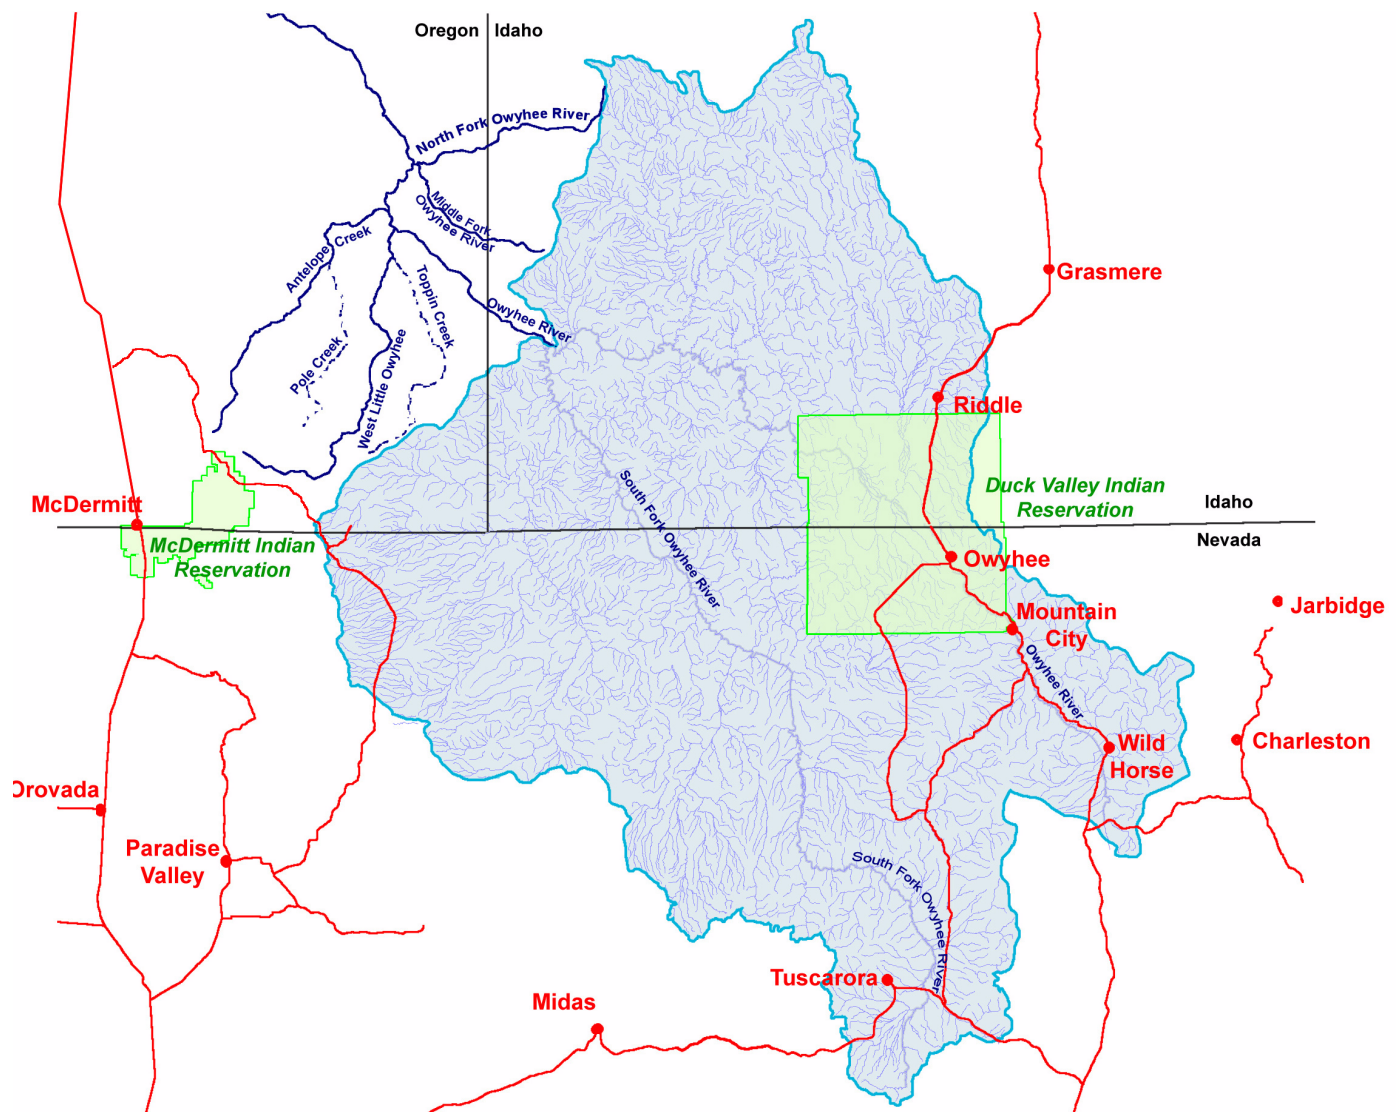 Oregon
Idaho
North Fork Owyhee River
Middle Fork
Owyhee River
Antelope Creek
Toppin Creek
Owyhee River
Pole Creek
West Little Owyhee
Grasmere
Riddle
South Fork Owyhee River
McDermitt
Duck Valley Indian
Reservation
Idaho
Nevada
McDermitt Indian
Reservation
Owyhee
Mountain
City
Jarbidge
Owyhee River
Wild
Horse
Charleston
Orovada
Paradise
Valley
South Fork Owyhee River
Tuscarora
Midas